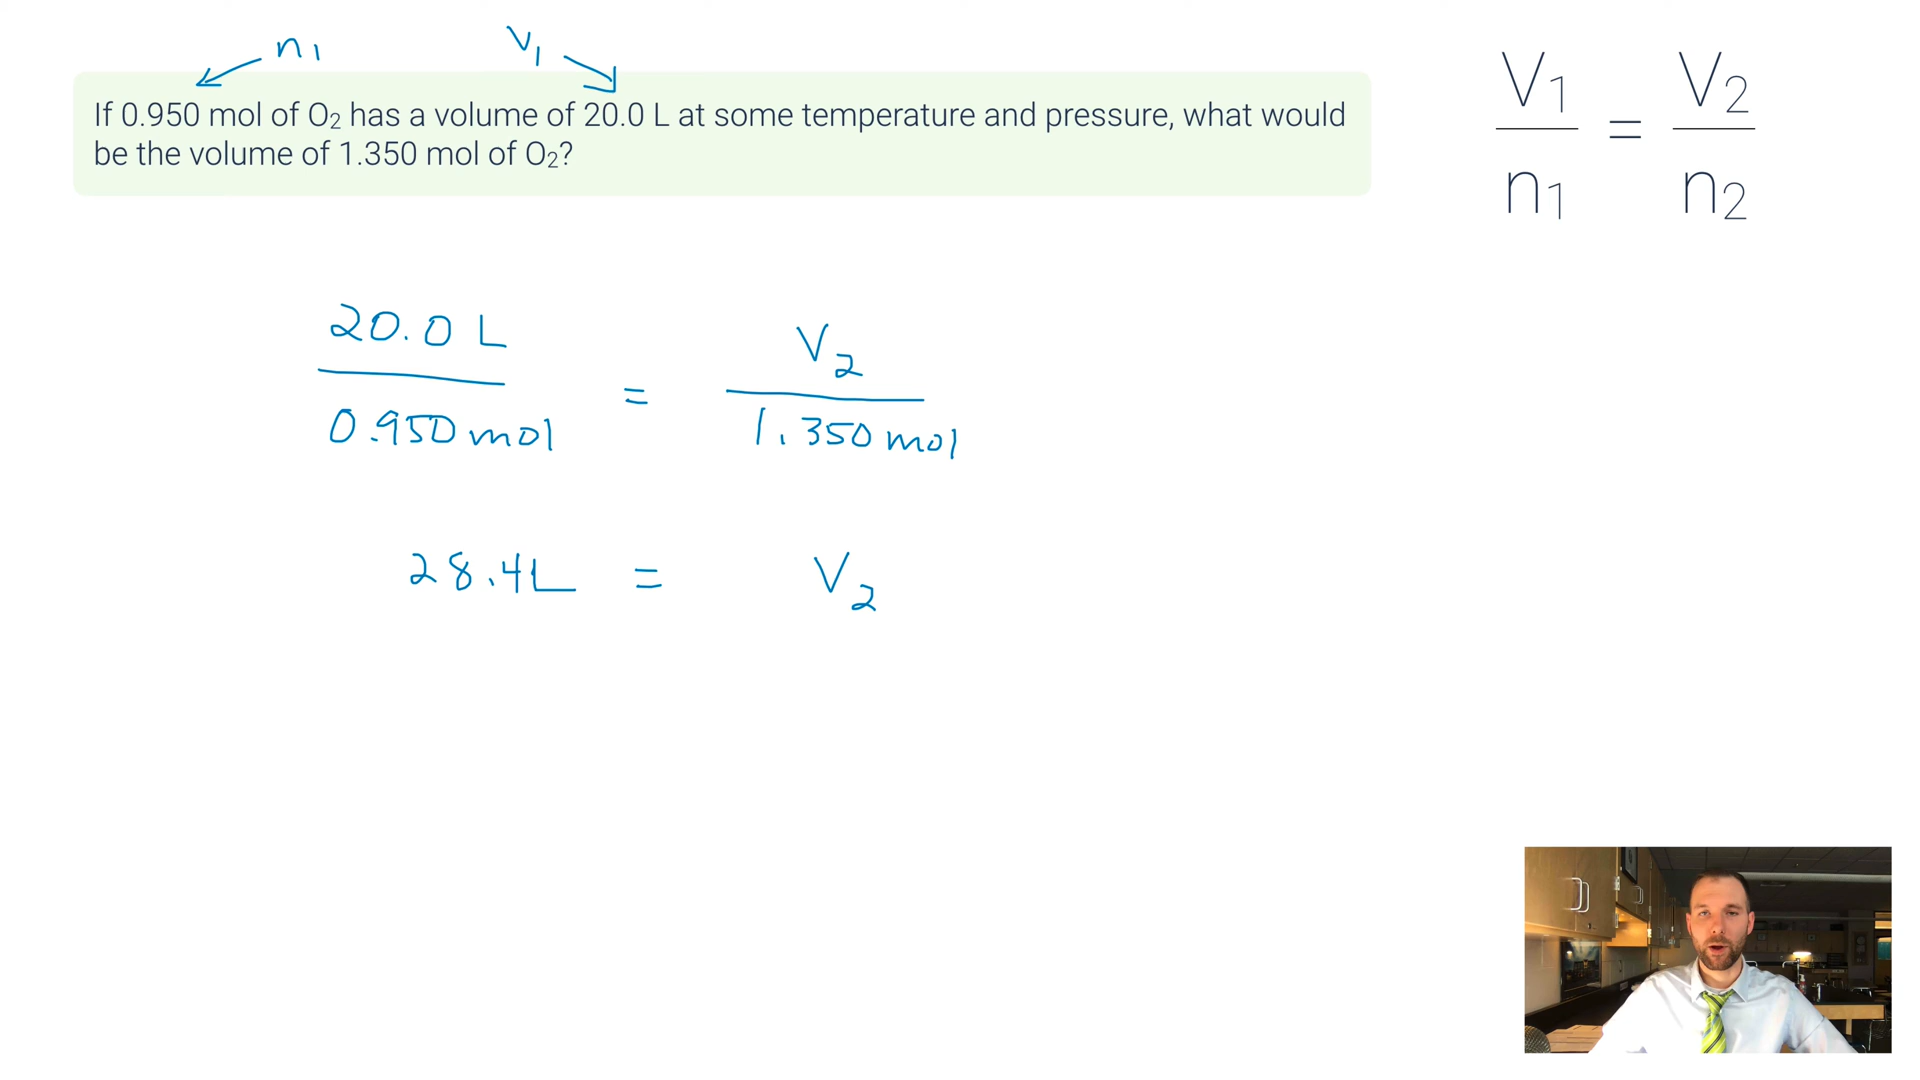 n1
V1
If 0.950 mol of O2 has a volume of 20.0 L at some temperature and pressure, what would
be the volume of 1.350 mol of O2?
V1 = V2
n1 n2
20.0 L = V2
0.950 mol 1.350 mol
28.4L = V2